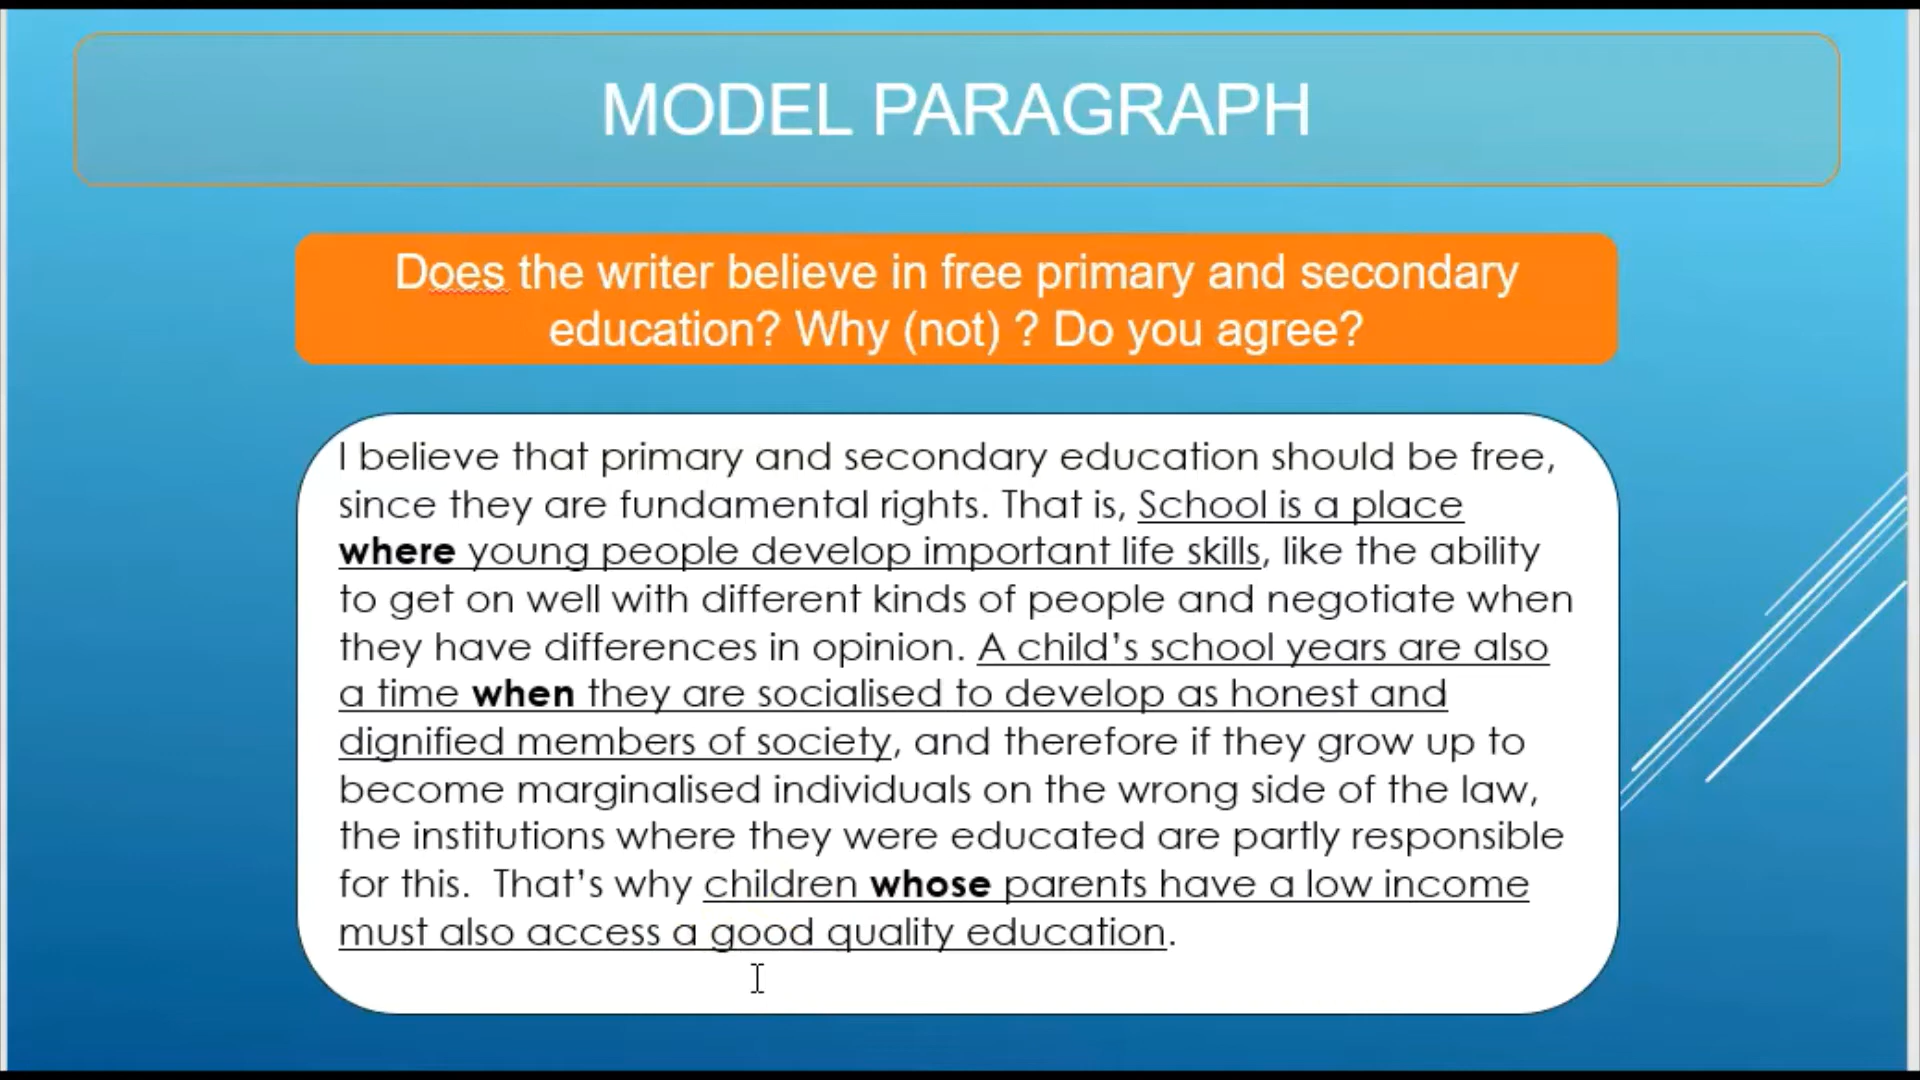 MODEL PARAGRAPH
Does the writer believe in free primary and secondary
education? Why (not) ? Do you agree?
I believe that primary and secondary education should be free,
since they are fundamental rights. That is, School is a place
where young people develop important life skills, like the ability
to get on well with different kinds of people and negotiate when
they have differences in opinion. A child’s school years are also
a time when they are socialised to develop as honest and
dignified members of society, and therefore if they grow up to
become marginalised individuals on the wrong side of the law,
the institutions where they were educated are partly responsible
for this.  That’s why children whose parents have a low income
must also access a good quality education.